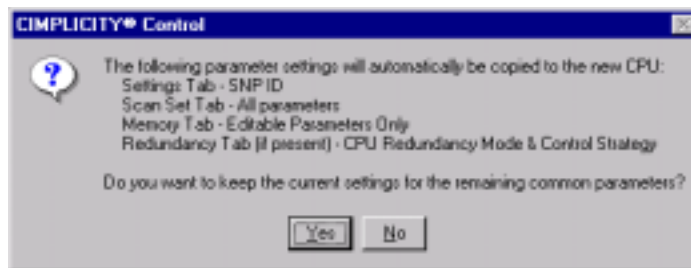 CIMPLICITY® Control
The following parameter settings will automatically be copied to the new CPU:
Settings Tab - SNP ID
Scan Set Tab - All parameters
Memory Tab - Editable Parameters Only
Redundancy Tab (if present) - CPU Redundancy Mode & Control Strategy
Do you want to keep the current settings for the remaining common parameters?
Yes No